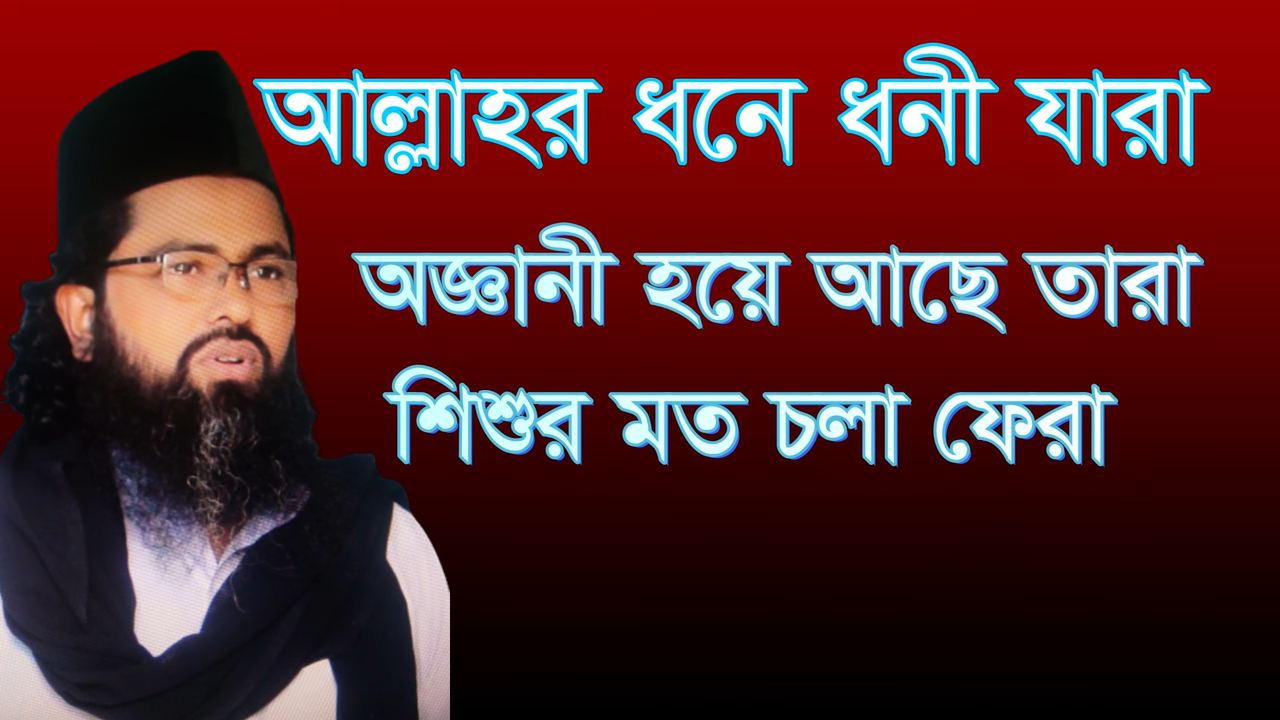 আল্লাহর ধনে ধনী যারা
অজ্ঞানী হয়ে আছে তারা
শিশুর মত চলা ফেরা